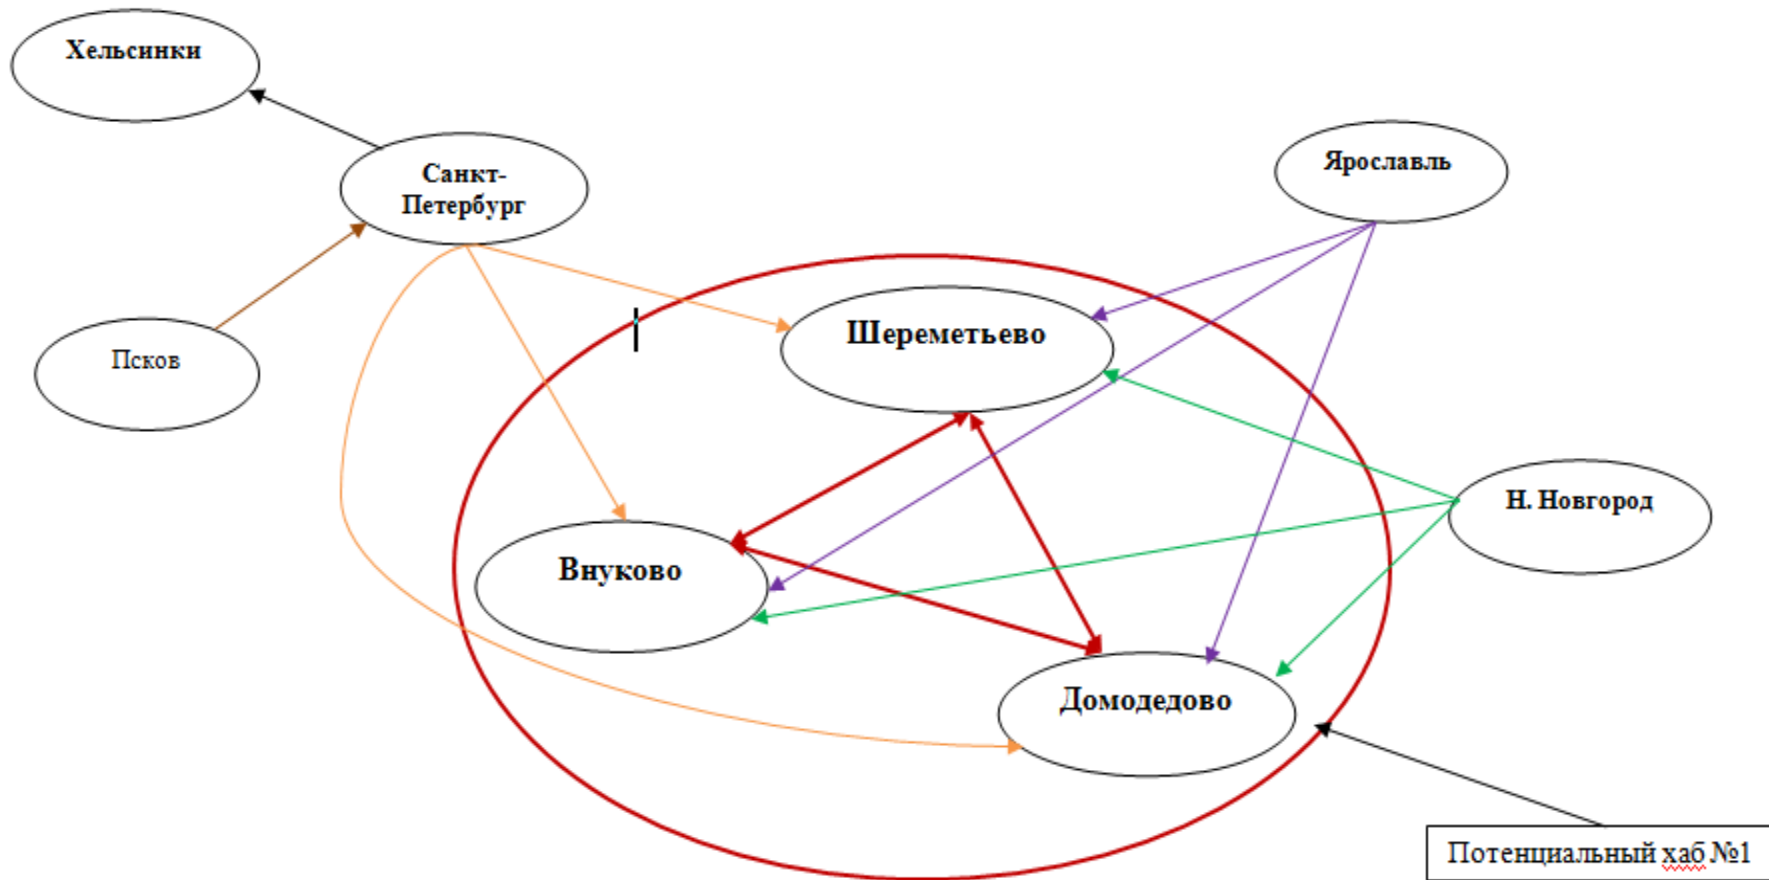 Хельсинки
Санкт-
Петербург
Ярославль
Шереметьево
Псков
Н. Новгород
Внуково
Домодедово
Потенциальный хаб №1